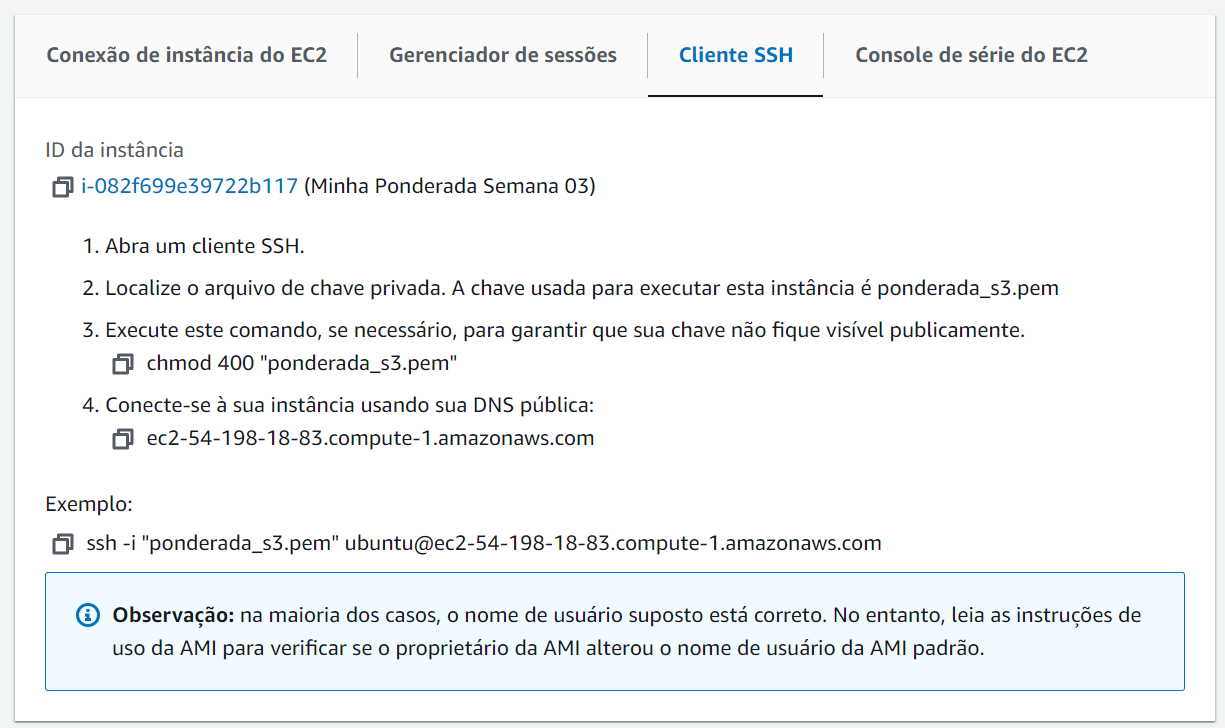 Conexão de instância do EC2
Gerenciador de sessões
Cliente SSH
Console de série do EC2
ID da instância
i-082f699e39722b117 (Minha Ponderada Semana 03)
1. Abra um cliente SSH.
2. Localize o arquivo de chave privada. A chave usada para executar esta instância é ponderada_s3.pem
3. Execute este comando, se necessário, para garantir que sua chave não fique visível publicamente.
chmod 400 "ponderada_s3.pem"
4. Conecte-se à sua instância usando sua DNS pública:
ec2-54-198-18-83.compute-1.amazonaws.com
Exemplo:
ssh -i "ponderada_s3.pem" ubuntu@ec2-54-198-18-83.compute-1.amazonaws.com
Observação: na maioria dos casos, o nome de usuário suposto está correto. No entanto, leia as instruções de
uso da AMI para verificar se o proprietário da AMI alterou o nome de usuário da AMI padrão.